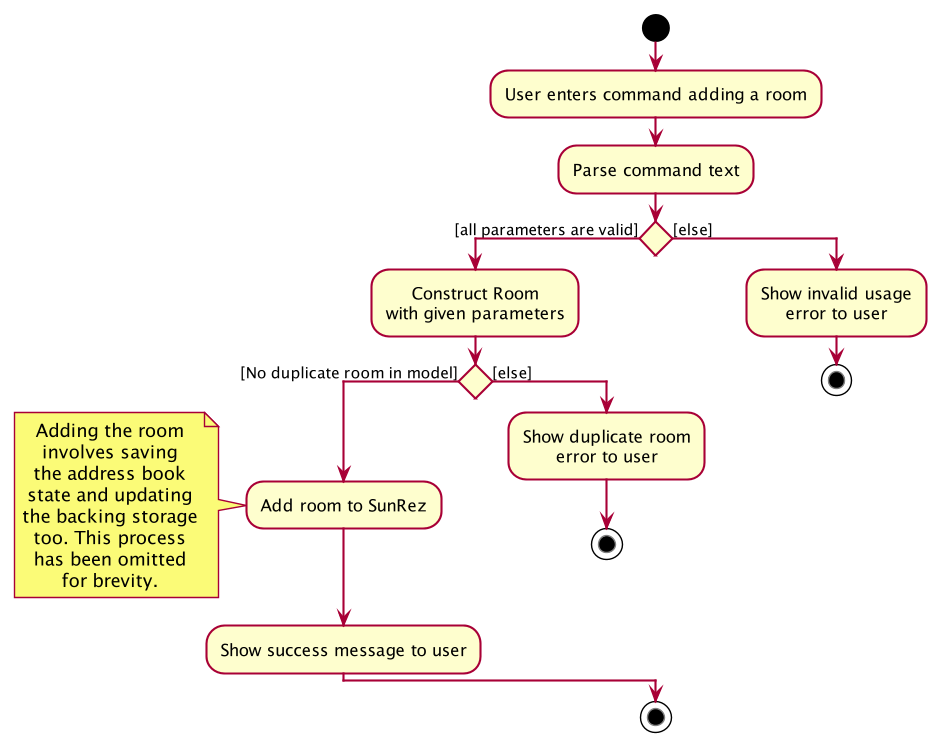 User enters command adding a room
Parse command text
[all parameters are valid]
[else]
Construct Room
with given parameters
Show invalid usage
error to user
[No duplicate room in model]
[else]
Show duplicate room
error to user
Adding the room
involves saving
the address book
state and updating
the backing storage
too. This process
has been omitted
for brevity.
Add room to SunRez
Show success message to user